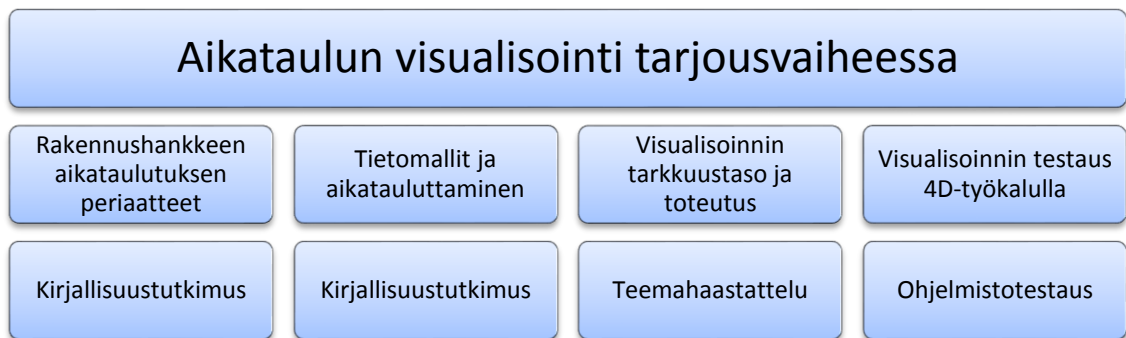 Aikataulun visualisointi tarjousvaiheessa
Rakennushankkeen
aikataulutuksen
periaatteet
Tietomallit ja
aikatauluttaminen
Visualisoinnin
tarkkuustaso ja
toteutus
Visualisoinnin testaus
4D-työkalulla
Kirjallisuustutkimus
Kirjallisuustutkimus
Teemahaastattelu
Ohjelmistotestaus